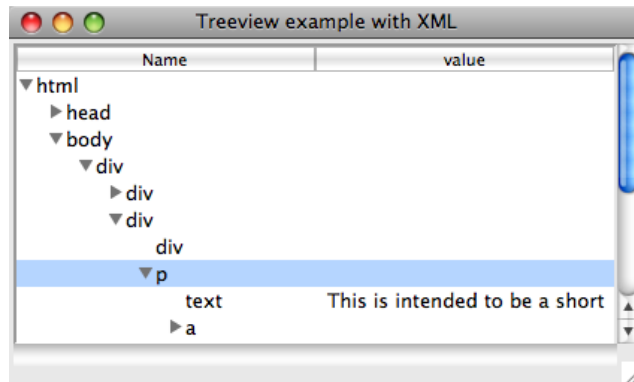 Treeview example with XML
Name value
html
head
body
div
div
div
div
p
text This is intended to be a short
a